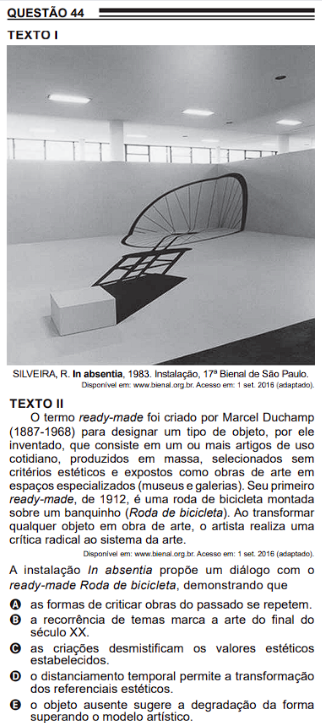 QUESTÃO 44
TEXTO I
SILVEIRA, R. In absentia, 1983. Instalação, 17ª Bienal de São Paulo.
Disponível em: www.bienal.org.br. Acesso em: 1 set. 2016 (adaptado).
TEXTO II
O termo ready-made foi criado por Marcel Duchamp
(1887-1968) para designar um tipo de objeto, por ele
inventado, que consiste em um ou mais artigos de uso
cotidiano, produzidos em massa, selecionados sem
critérios estéticos e expostos como obras de arte em
espaços especializados (museus e galerias). Seu primeiro
ready-made, de 1912, é uma roda de bicicleta montada
sobre um banquinho (Roda de bicicleta). Ao transformar
qualquer objeto em obra de arte, o artista realiza uma
crítica radical ao sistema da arte.
Disponível em: www.bienal.org.br. Acesso em: 1 set. 2016 (adaptado).
A instalação In absentia propõe um diálogo com o
ready-made Roda de bicicleta, demonstrando que
A as formas de criticar obras do passado se repetem.
B a recorrência de temas marca a arte do final do
século XX.
C as criações desmistificam os valores estéticos
estabelecidos.
D o distanciamento temporal permite a transformação
dos referenciais estéticos.
E o objeto ausente sugere a degradação da forma
superando o modelo artístico.